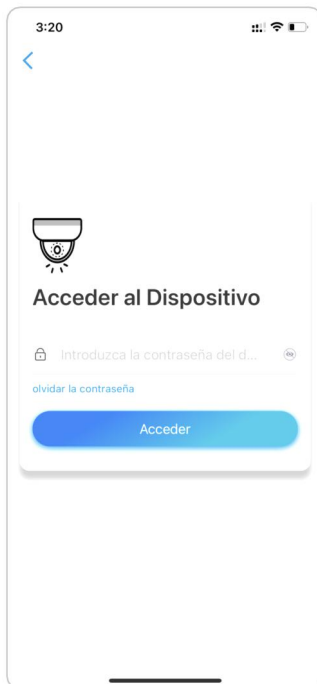 3:20
Acceder al Dispositivo
Introduzca la contraseña del d...
olvidar la contraseña
Acceder